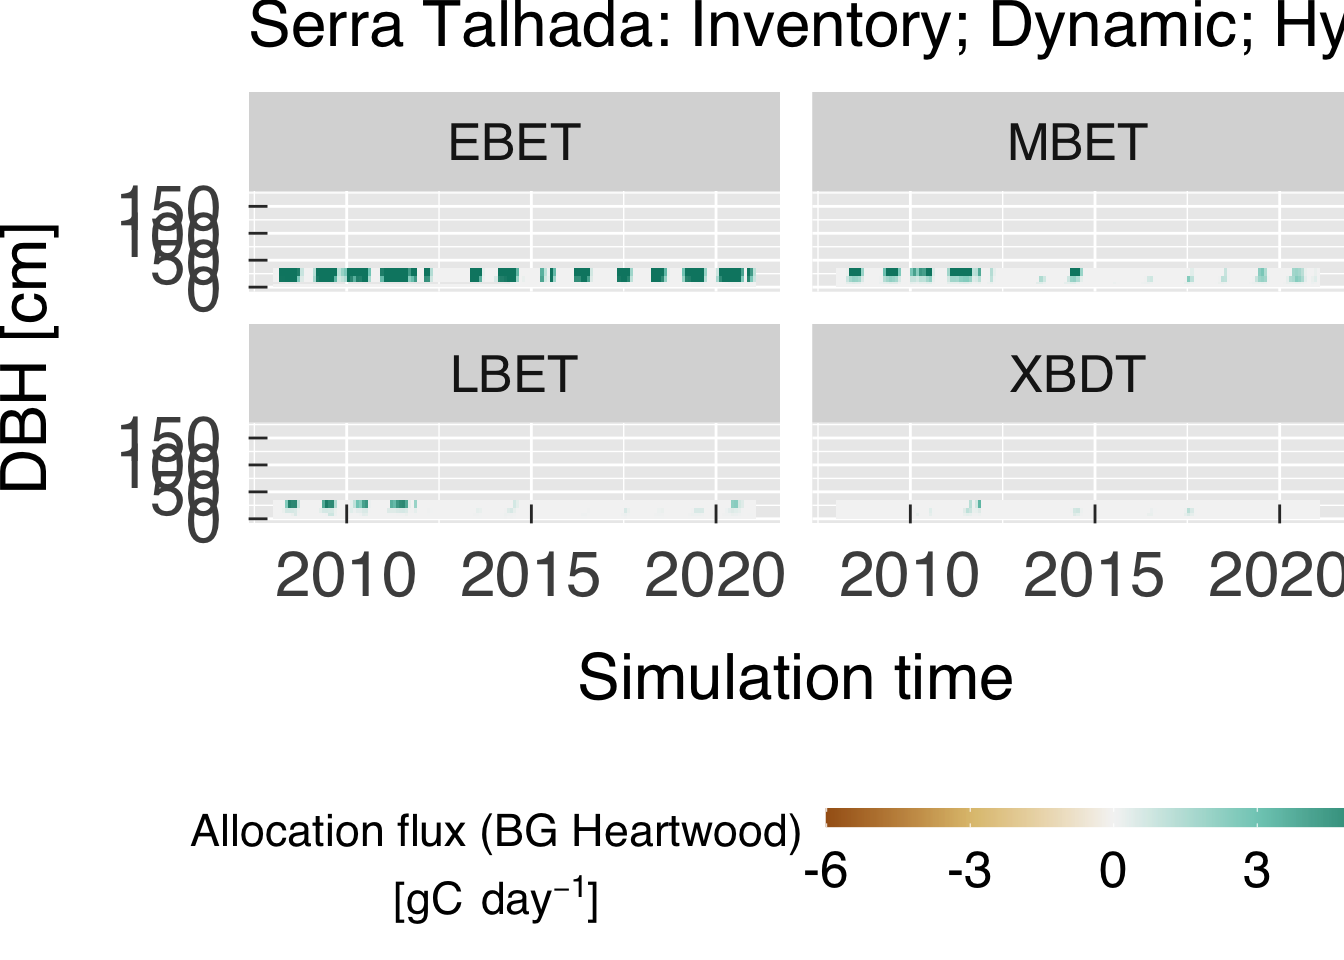 Serra Talhada: Inventory; Dynamic; Hy
EBET
MBET
150
100
50
0
LBET
XBDT
150
100
50
0
DBH [cm]
2010 2015 2020 2010 2015 2020
Simulation time
Allocation flux (BG Heartwood)
[gC day⁻¹]
-6 -3 0 3